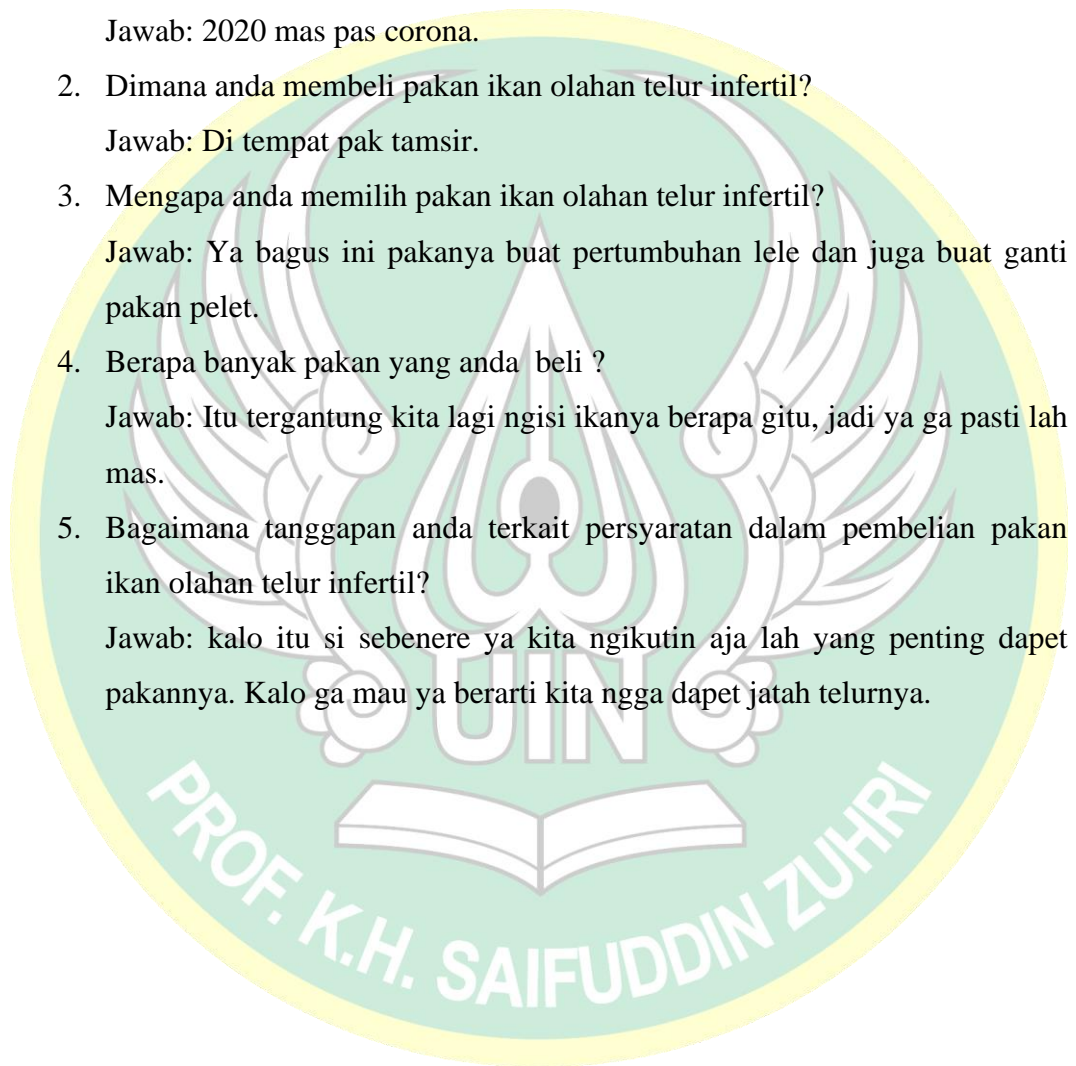 Jawab: 2020 mas pas corona.
2. Dimana anda membeli pakan ikan olahan telur infertil?
Jawab: Di tempat pak tamsir.
3. Mengapa anda memilih pakan ikan olahan telur infertil?
Jawab: Ya bagus ini pakanya buat pertumbuhan lele dan juga buat ganti
pakan pelet.
4. Berapa banyak pakan yang anda beli ?
Jawab: Itu tergantung kita lagi ngisi ikanya berapa gitu, jadi ya ga pasti lah
mas.
5. Bagaimana tanggapan anda terkait persyaratan dalam pembelian pakan
ikan olahan telur infertil?
Jawab: kalo itu si sebenere ya kita ngikutin aja lah yang penting dapet
pakannya. Kalo ga mau ya berarti kita ngga dapet jatah telurnya.
UIN
PROF. K.H. SAIFUDDIN ZUHRI